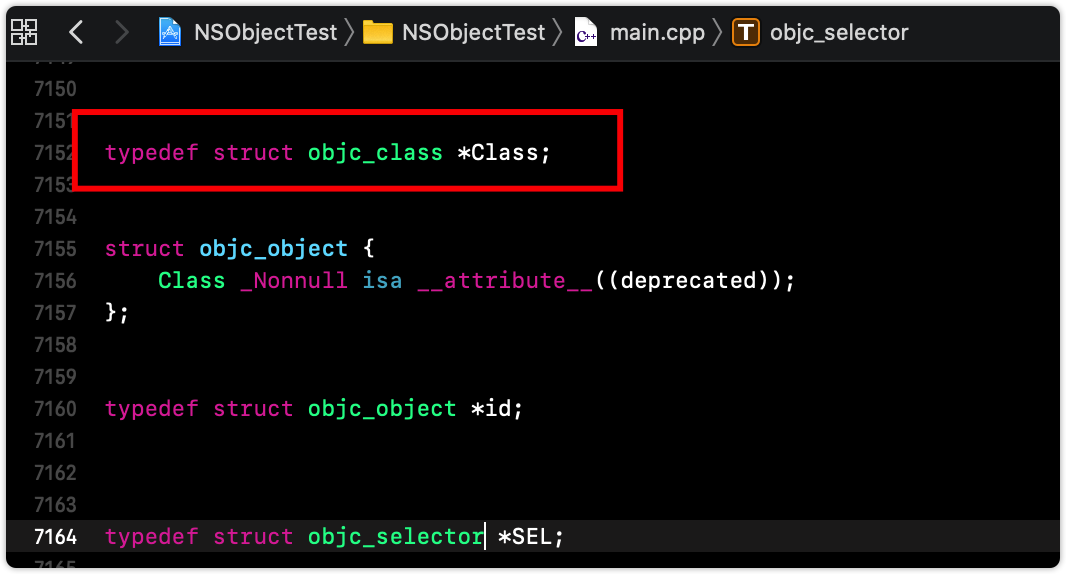 NSObjectTest NSObjectTest C++ main.cpp T objc_selector
7150
7151
7152 typedef struct objc_class *Class;
7153
7154
7155 struct objc_object {
7156     Class _Nonnull isa __attribute__((deprecated));
7157 };
7158
7159
7160 typedef struct objc_object *id;
7161
7162
7163
7164 typedef struct objc_selector *SEL;